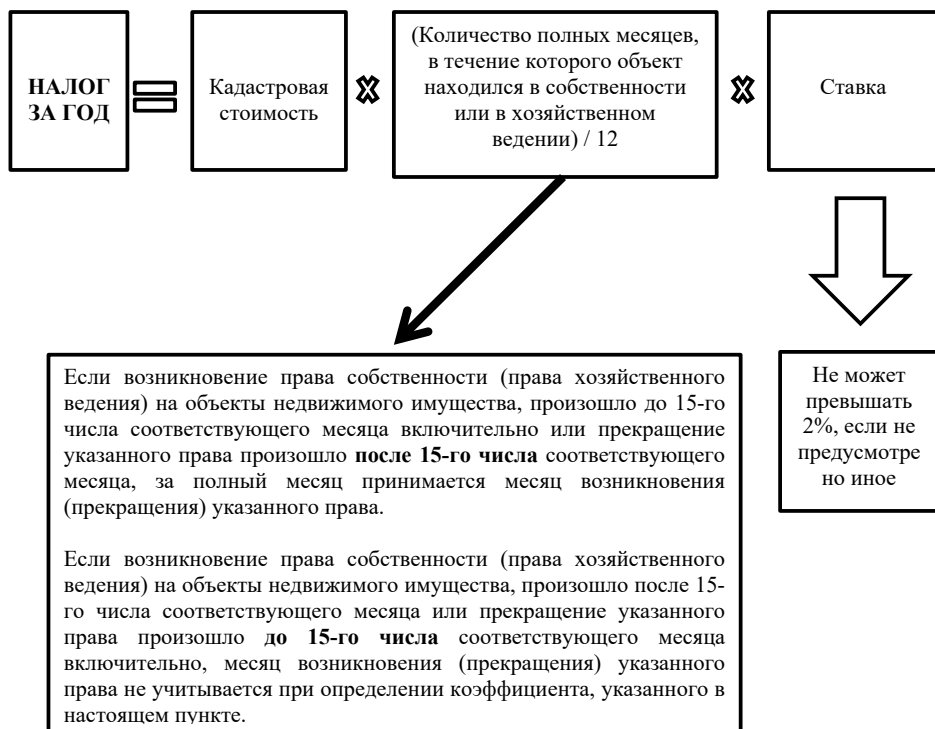 НАЛОГ
ЗА ГОД
Кадастровая
стоимость
(Количество полных месяцев,
в течение которого объект
находился в собственности
или в хозяйственном
ведении) / 12
Ставка
Если возникновение права собственности (права хозяйственного
ведения) на объекты недвижимого имущества, произошло до 15-го
числа соответствующего месяца включительно или прекращение
указанного права произошло после 15-го числа соответствующего
месяца, за полный месяц принимается месяц возникновения
(прекращения) указанного права.
Если возникновение права собственности (права хозяйственного
ведения) на объекты недвижимого имущества, произошло после 15-
го числа соответствующего месяца или прекращение указанного
права произошло до 15-го числа соответствующего месяца
включительно, месяц возникновения (прекращения) указанного
права не учитывается при определении коэффициента, указанного в
настоящем пункте.
Не может
превышать
2%, если не
предусмотре
но иное